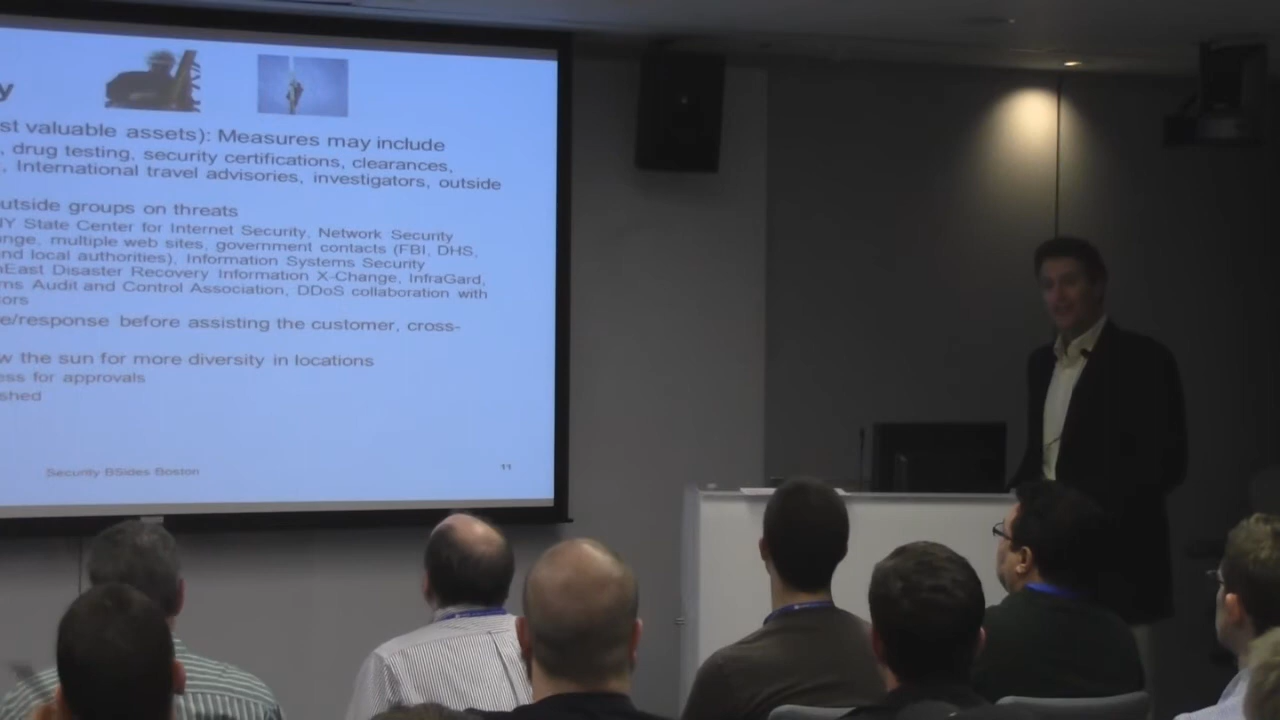 y
st valuable assets): Measures may include
, drug testing, security certifications, clearances,
, International travel advisories, investigators, outside
utside groups on threats
NY State Center for Internet Security, Network Security
nge, multiple web sites, government contacts (FBI, DHS,
nd local authorities), Information Systems Security
East Disaster Recovery Information X-Change, InfraGard,
ms Audit and Control Association, DDoS collaboration with
tors
e/response before assisting the customer, cross-
w the sun for more diversity in locations
ess for approvals
shed
Security BSides Boston
11